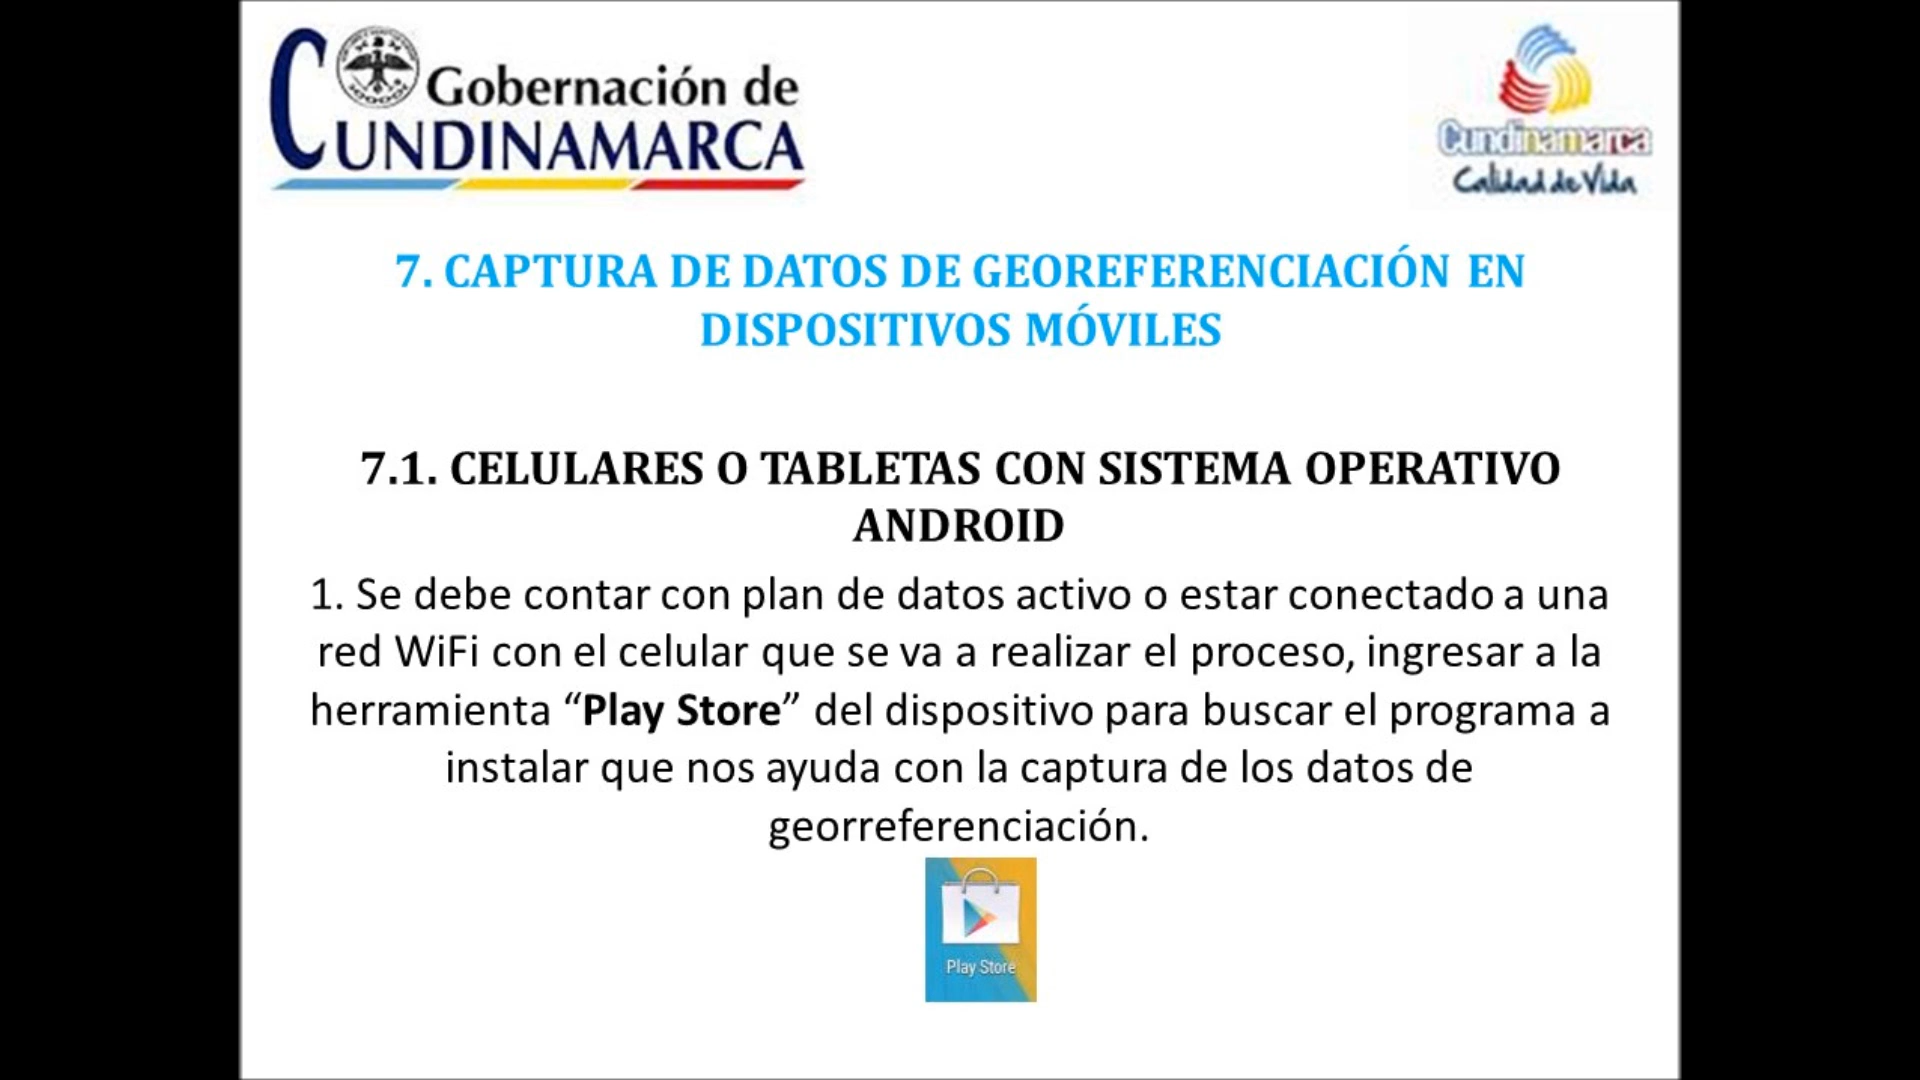 Gobernación de
CUNDINAMARCA
Cundinamarca
Calidad de Vida
7. CAPTURA DE DATOS DE GEOREFERENCIACIÓN EN
DISPOSITIVOS MÓVILES
7.1. CELULARES O TABLETAS CON SISTEMA OPERATIVO
ANDROID
1. Se debe contar con plan de datos activo o estar conectado a una
red WiFi con el celular que se va a realizar el proceso, ingresar a la
herramienta “Play Store” del dispositivo para buscar el programa a
instalar que nos ayuda con la captura de los datos de
georreferenciación.
Play Store